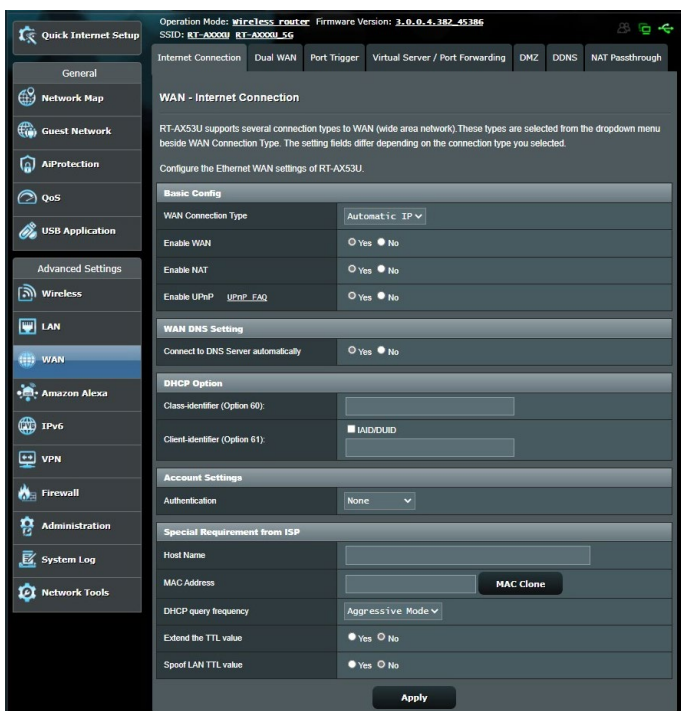 Operation Mode: Wireless router Firmware Version: 3.0.0.4.382_45386
SSID: RT-AXXXU RT-AXXXU_5G
Quick Internet Setup
General
Network Map
Guest Network
AiProtection
QoS
USB Application
Advanced Settings
Wireless
LAN
WAN
Amazon Alexa
IPv6
VPN
Firewall
Administration
System Log
Network Tools
Internet Connection Dual WAN Port Trigger Virtual Server / Port Forwarding DMZ DDNS NAT Passthrough
WAN - Internet Connection
RT-AX53U supports several connection types to WAN (wide area network).These types are selected from the dropdown menu
beside WAN Connection Type. The setting fields differ depending on the connection type you selected.
Configure the Ethernet WAN settings of RT-AX53U.
Basic Config
WAN Connection Type Automatic IP
Enable WAN Yes No
Enable NAT Yes No
Enable UPnP UPnP FAQ Yes No
WAN DNS Setting
Connect to DNS Server automatically Yes No
DHCP Option
Class-identifier (Option 60):
Client-identifier (Option 61): IAID/DUID
Account Settings
Authentication None
Special Requirement from ISP
Host Name
MAC Address MAC Clone
DHCP query frequency Aggressive Mode
Extend the TTL value Yes No
Spoof LAN TTL value Yes No
Apply